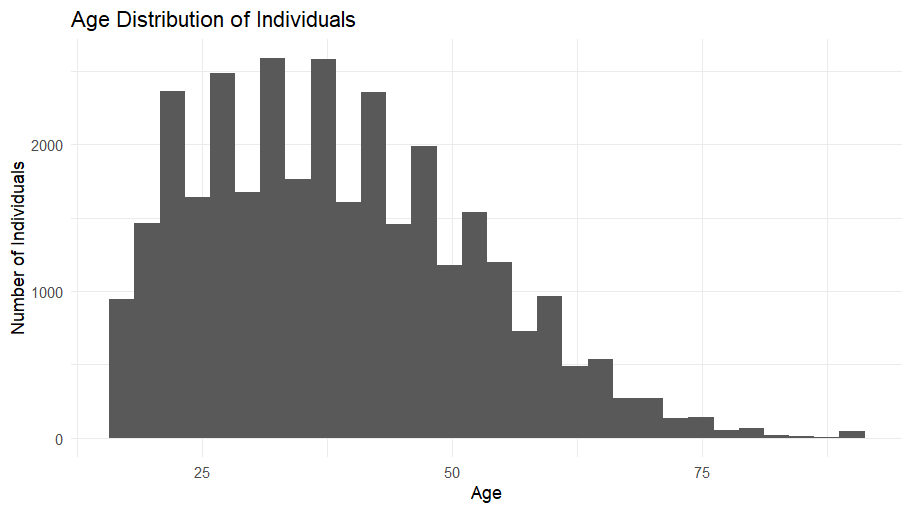 Age Distribution of Individuals
Number of Individuals
2000
1000
0
25 50 75
Age